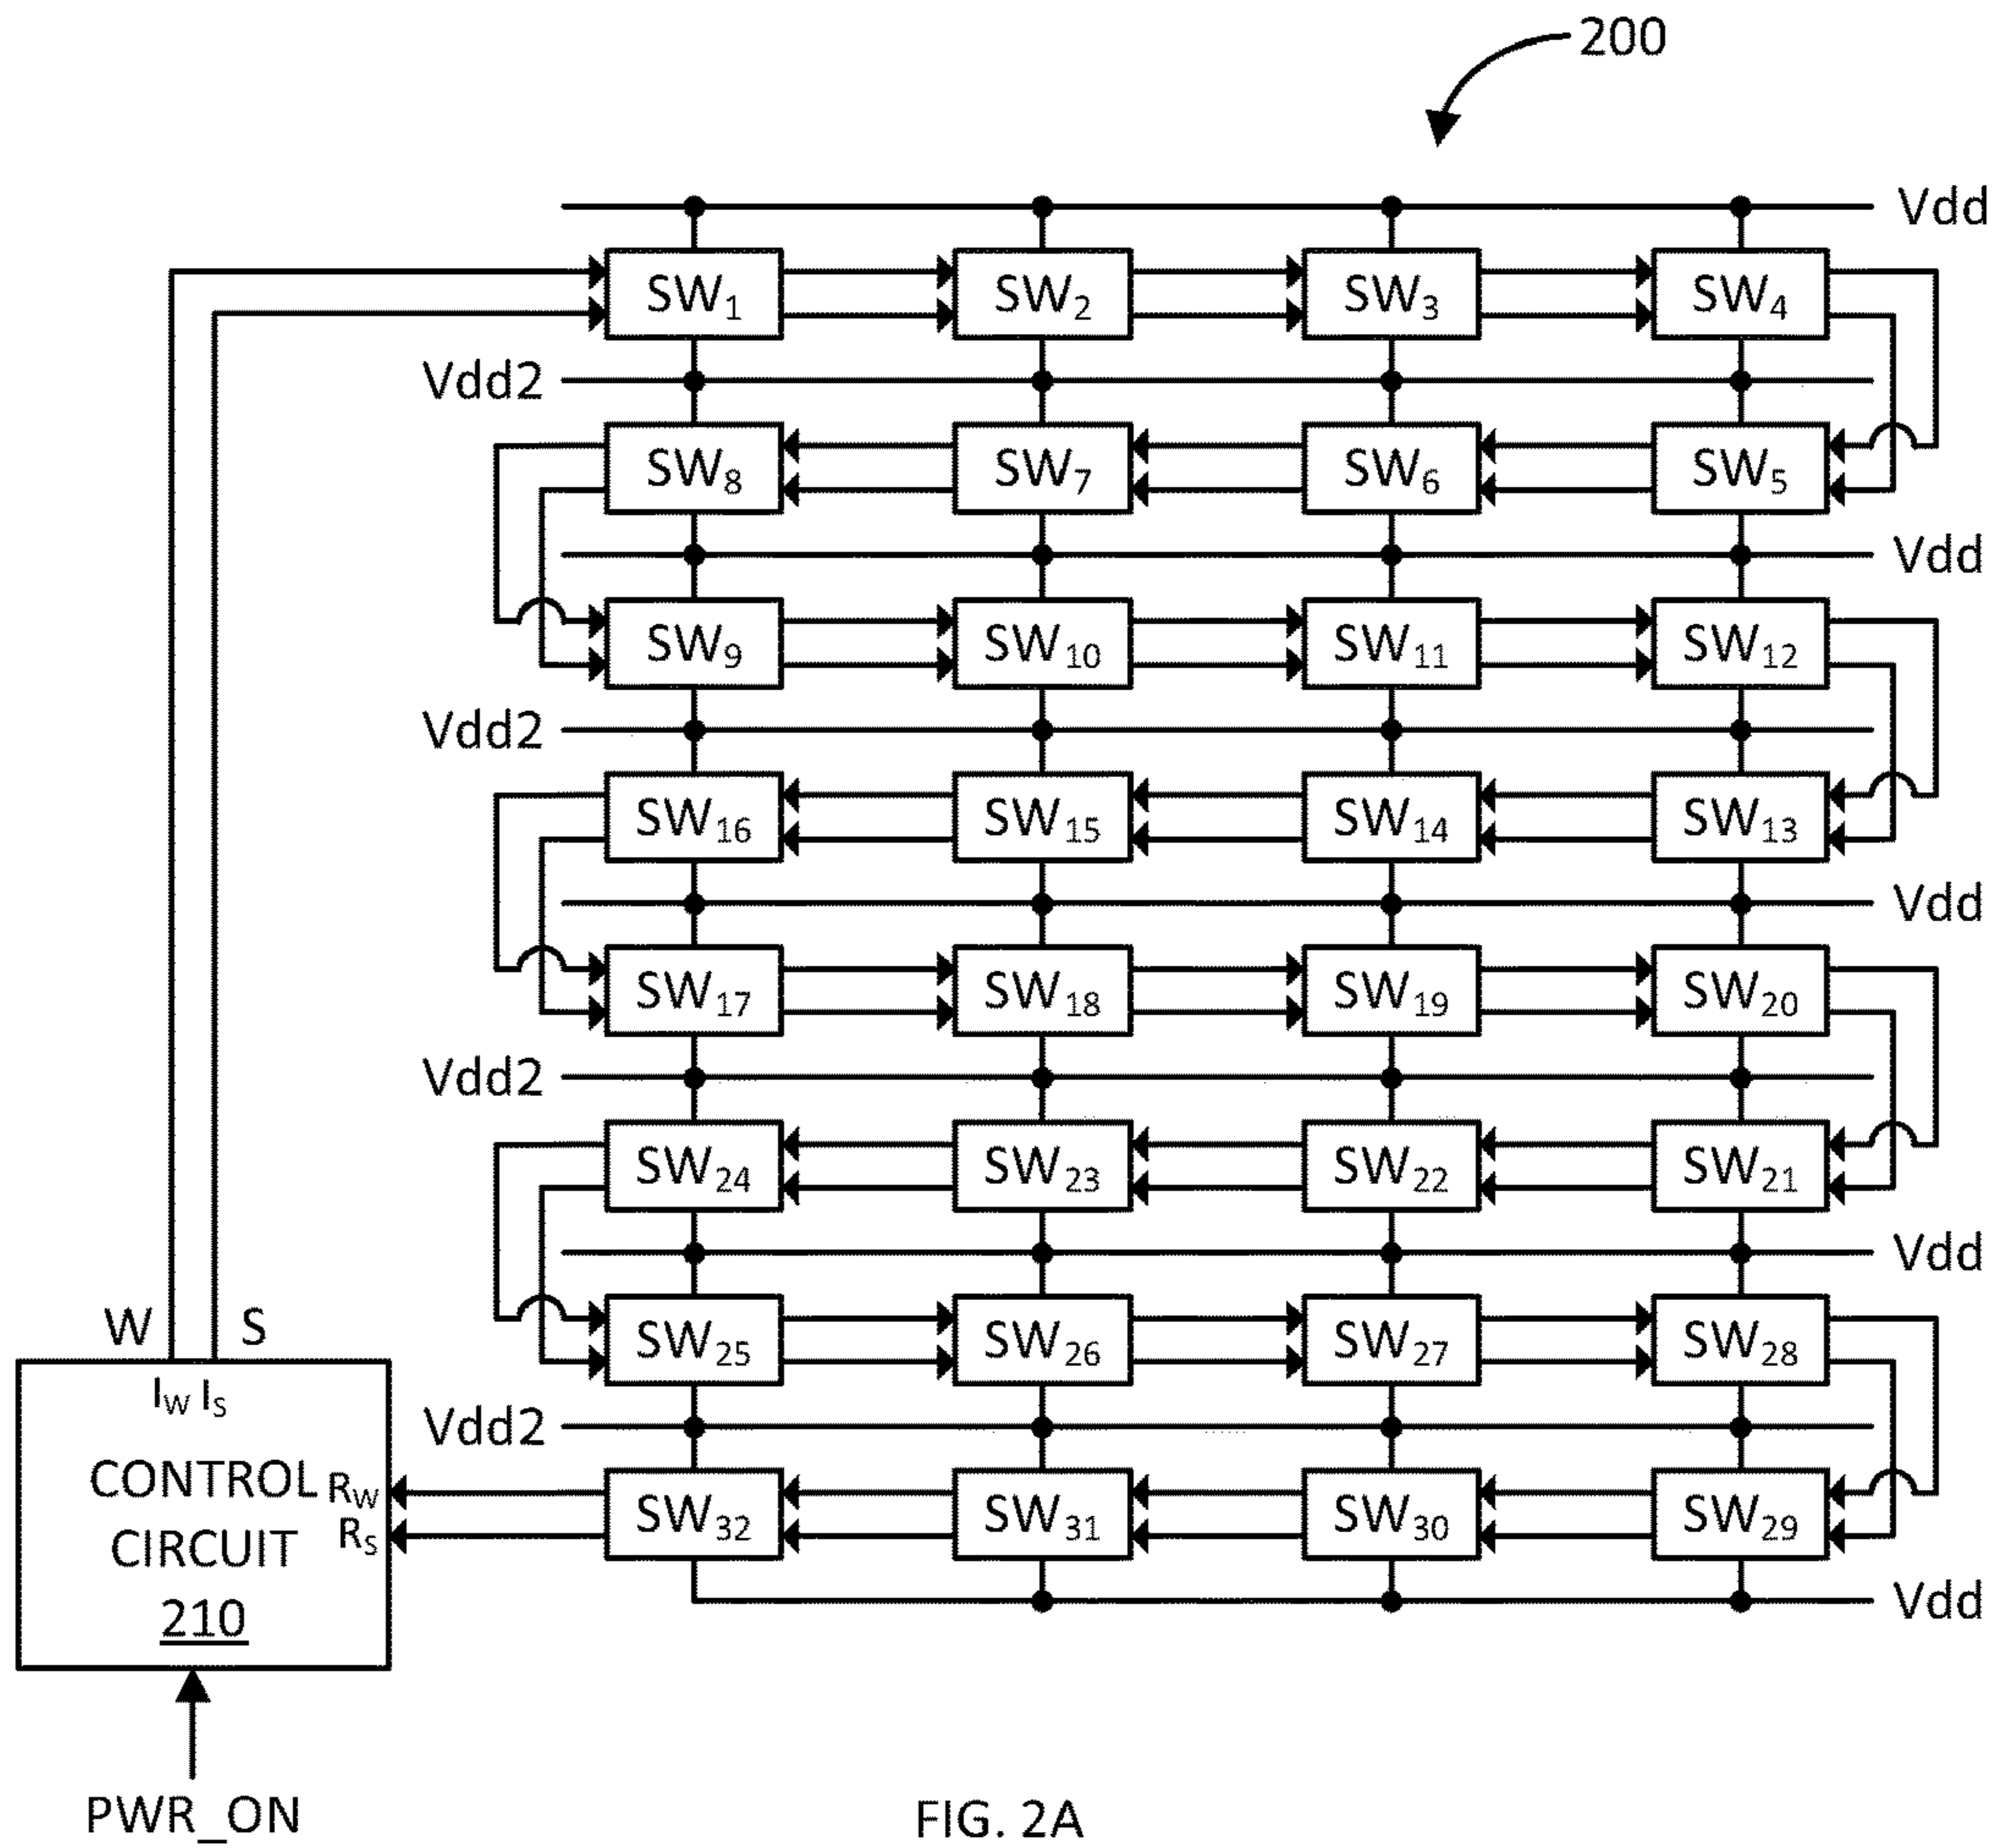 200
Vdd
SW1 SW2 SW3 SW4
Vdd2
SW8 SW7 SW6 SW5
Vdd
SW9 SW10 SW11 SW12
Vdd2
SW16 SW15 SW14 SW13
Vdd
SW17 SW18 SW19 SW20
Vdd2
SW24 SW23 SW22 SW21
Vdd
SW25 SW26 SW27 SW28
W S
IW IS
Vdd2
CONTROL RW
SW32 SW31 SW30 SW29
CIRCUIT RS
210
Vdd
PWR_ON
FIG. 2A